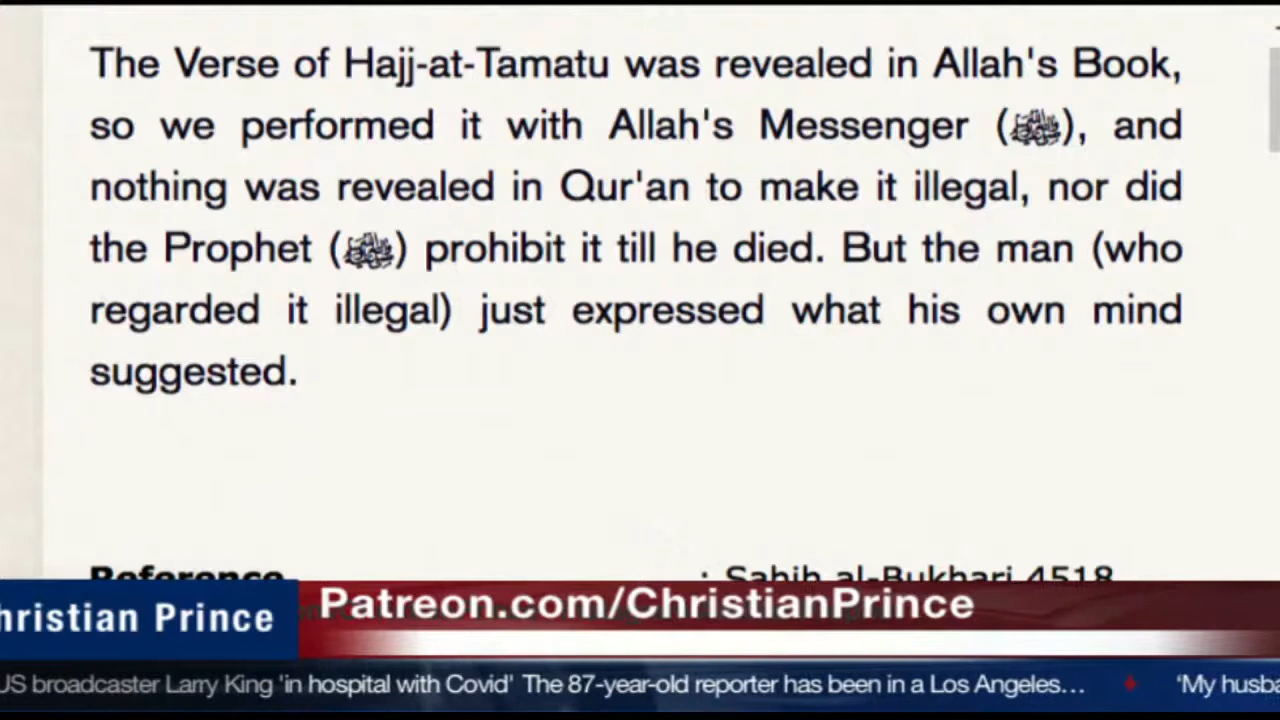 The Verse of Hajj-at-Tamatu was revealed in Allah's Book,
so we performed it with Allah's Messenger (ﷺ), and
nothing was revealed in Qur'an to make it illegal, nor did
the Prophet (ﷺ) prohibit it till he died. But the man (who
regarded it illegal) just expressed what his own mind
suggested.
Reference : Sahih al-Bukhari 4518
hristian Prince
Patreon.com/ChristianPrince
US broadcaster Larry King 'in hospital with Covid' The 87-year-old reporter has been in a Los Angeles… ‘My husba